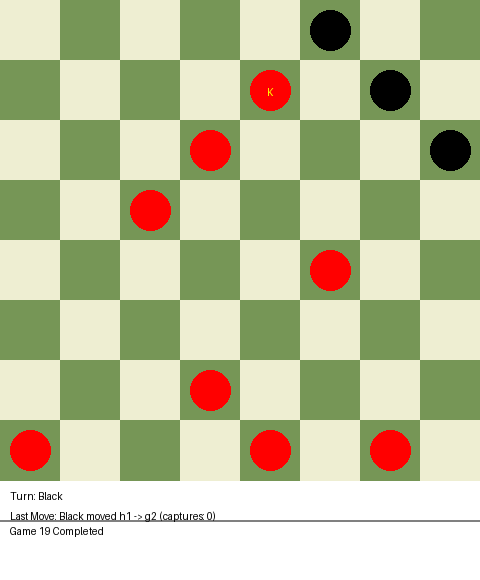 K
Turn: Black
Last Move: Black moved h1 -> g2 (captures: 0)
Game 19 Completed